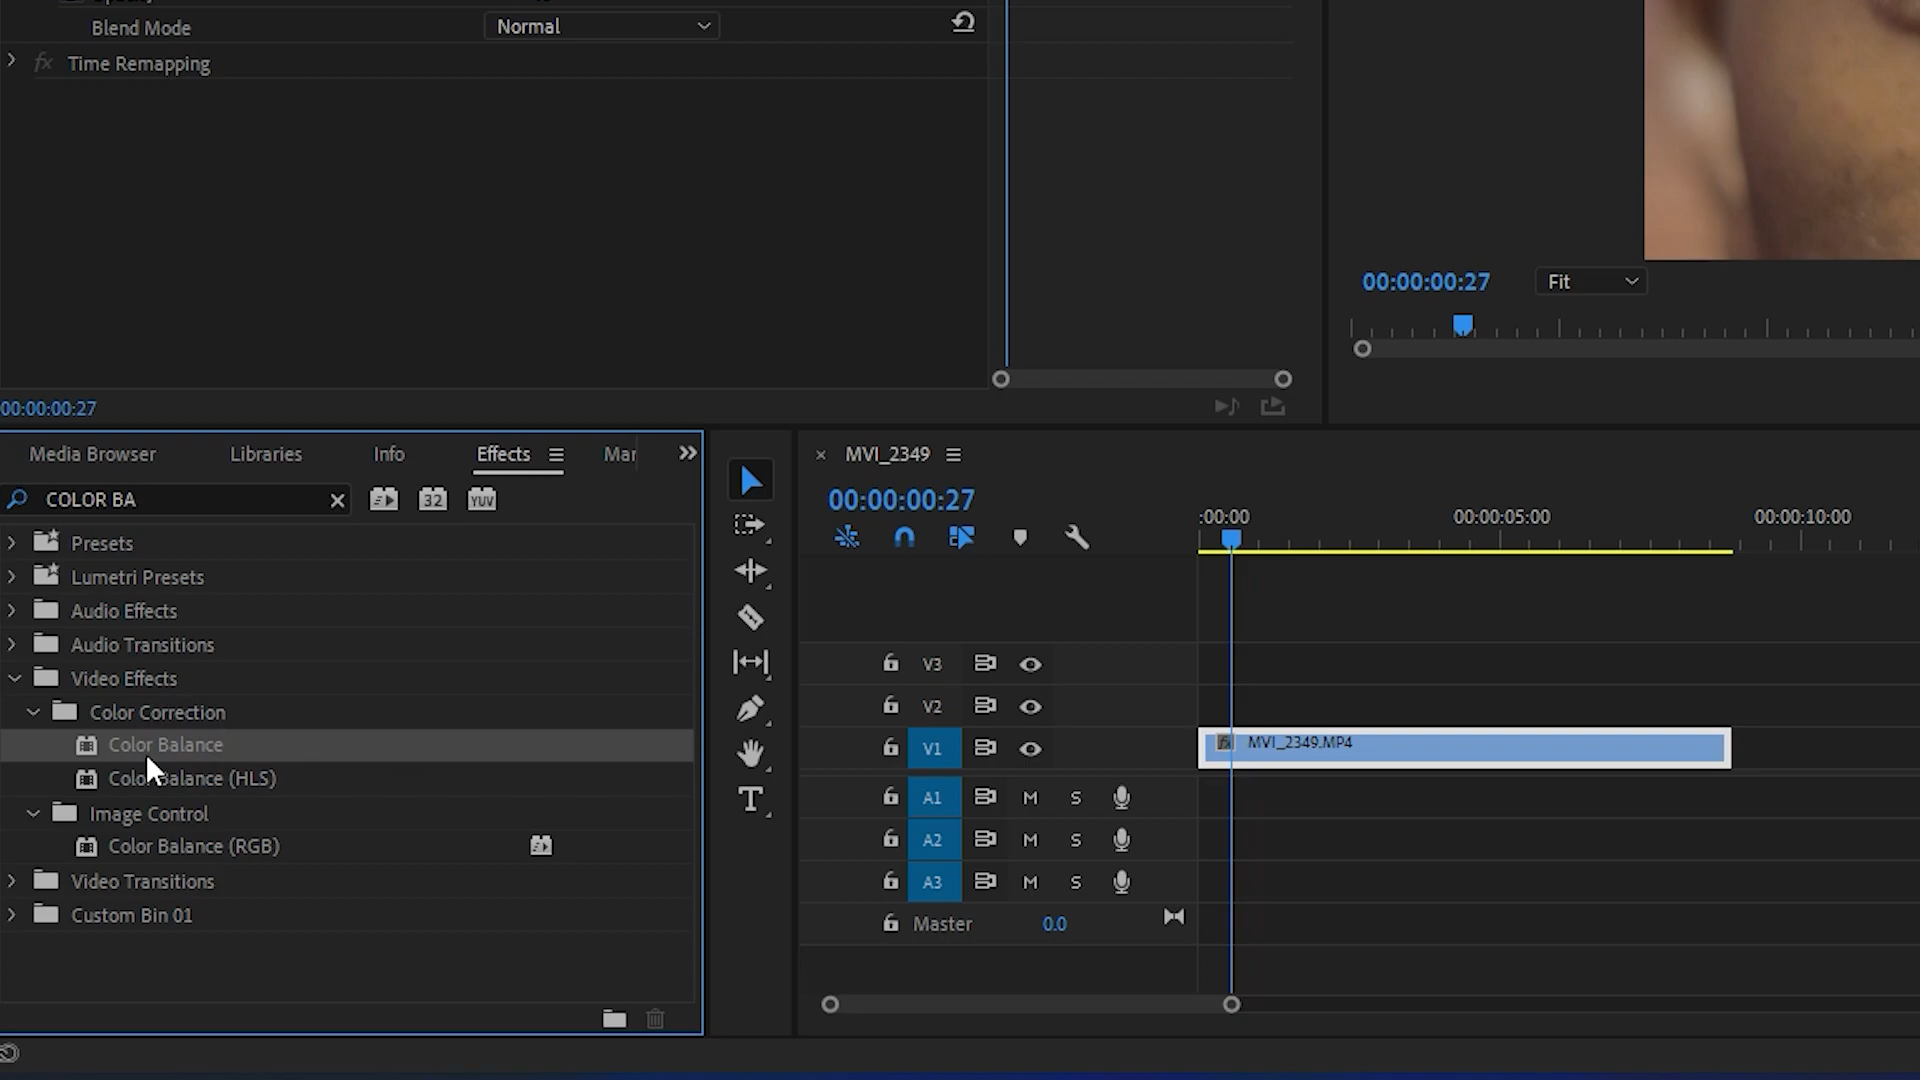 Blend Mode
Normal
fx Time Remapping
00:00:00:27
Fit
00:00:00:27
Media Browser
Libraries
Info
Effects
Mar
COLOR BA
32
YUV
Presets
Lumetri Presets
Audio Effects
Audio Transitions
Video Effects
Color Correction
Color Balance
Color Balance (HLS)
Image Control
Color Balance (RGB)
Video Transitions
Custom Bin 01
T
MVI_2349
00:00:00:27
:00:00
00:00:05:00
00:00:10:00
V3
V2
V1
fx MVI_2349.MP4
A1 M S
A2 M S
A3 M S
Master 0.0